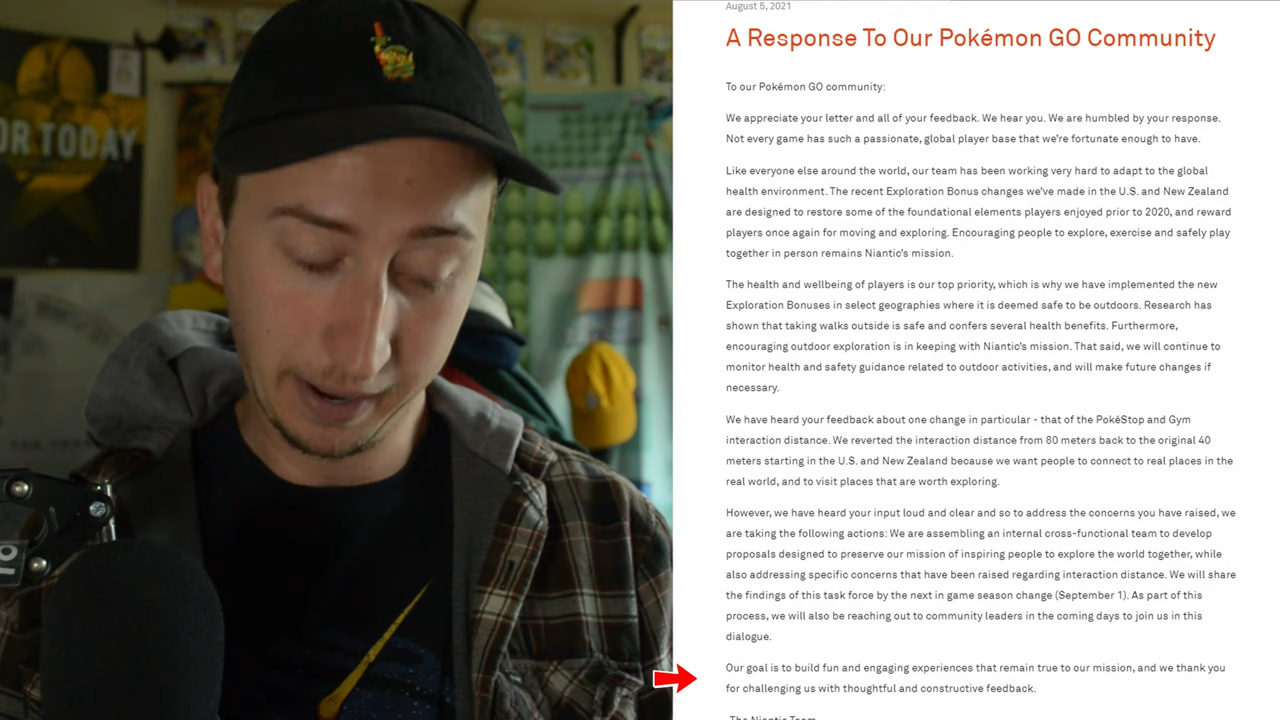 August 5, 2021
A Response To Our Pokémon GO Community
To our Pokémon GO community:
We appreciate your letter and all of your feedback. We hear you. We are humbled by your response.
Not every game has such a passionate, global player base that we're fortunate enough to have.
Like everyone else around the world, our team has been working very hard to adapt to the global
health environment. The recent Exploration Bonus changes we've made in the U.S. and New Zealand
are designed to restore some of the foundational elements players enjoyed prior to 2020, and reward
players once again for moving and exploring. Encouraging people to explore, exercise and safely play
together in person remains Niantic's mission.
The health and wellbeing of players is our top priority, which is why we have implemented the new
Exploration Bonuses in select geographies where it is deemed safe to be outdoors. Research has
shown that taking walks outside is safe and confers several health benefits. Furthermore,
encouraging outdoor exploration is in keeping with Niantic's mission. That said, we will continue to
monitor health and safety guidance related to outdoor activities, and will make future changes if
necessary.
We have heard your feedback about one change in particular - that of the PokéStop and Gym
interaction distance. We reverted the interaction distance from 80 meters back to the original 40
meters starting in the U.S. and New Zealand because we want people to connect to real places in the
real world, and to visit places that are worth exploring.
However, we have heard your input loud and clear and so to address the concerns you have raised, we
are taking the following actions: We are assembling an internal cross-functional team to develop
proposals designed to preserve our mission of inspiring people to explore the world together, while
also addressing specific concerns that have been raised regarding interaction distance. We will share
the findings of this task force by the next in game season change (September 1). As part of this
process, we will also be reaching out to community leaders in the coming days to join us in this
dialogue.
Our goal is to build fun and engaging experiences that remain true to our mission, and we thank you
for challenging us with thoughtful and constructive feedback.
-The Niantic Team
OR TODAY